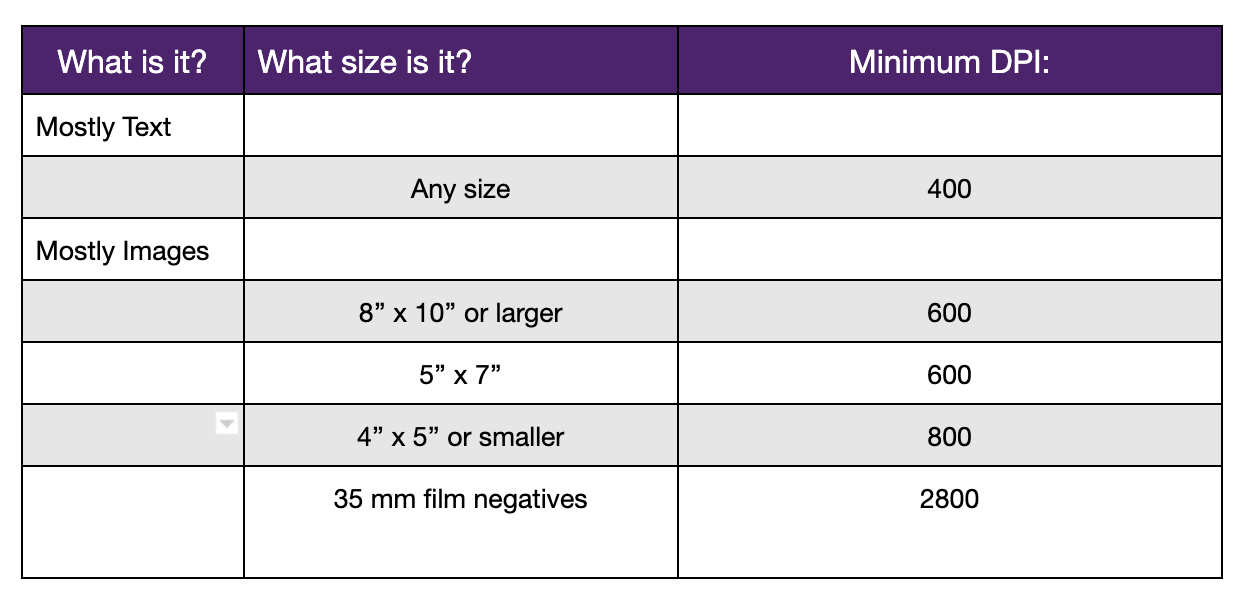 What is it? What size is it? Minimum DPI:
Mostly Text
Any size 400
Mostly Images
8” x 10” or larger 600
5” x 7” 600
4” x 5” or smaller 800
35 mm film negatives 2800